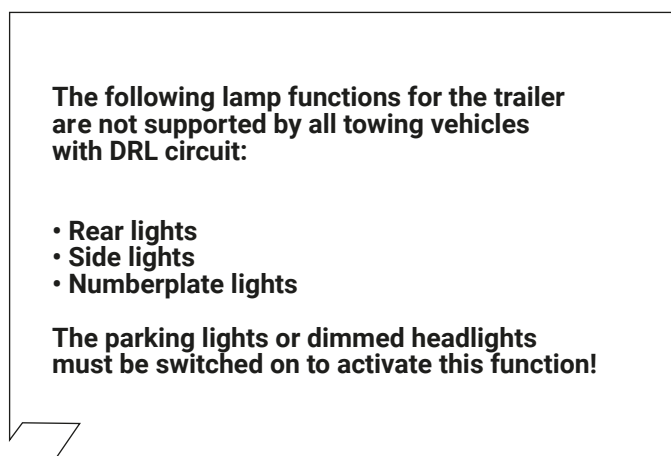 The following lamp functions for the trailer
are not supported by all towing vehicles
with DRL circuit:
• Rear lights
• Side lights
• Numberplate lights
The parking lights or dimmed headlights
must be switched on to activate this function!